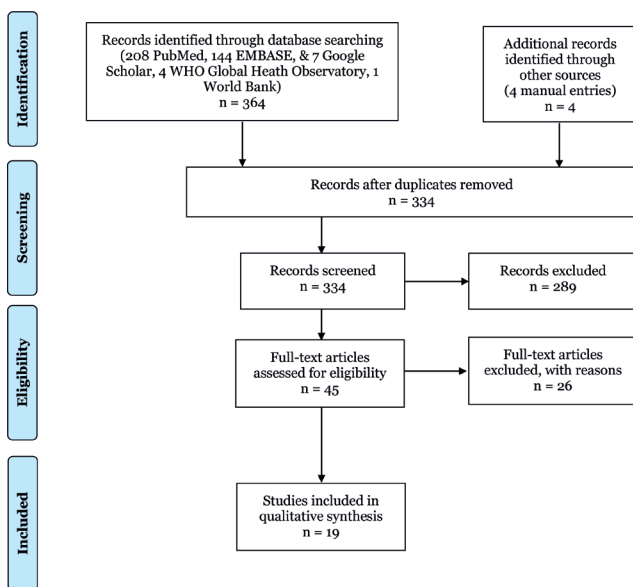 Identification
Records identified through database searching
(208 PubMed, 144 EMBASE, & 7 Google
Scholar, 4 WHO Global Heath Observatory, 1
World Bank)
n = 364
Additional records
identified through
other sources
(4 manual entries)
n = 4
Screening
Records after duplicates removed
n = 334
Records screened
n = 334
Records excluded
n = 289
Eligibility
Full-text articles
assessed for eligibility
n = 45
Full-text articles
excluded, with reasons
n = 26
Included
Studies included in
qualitative synthesis
n = 19